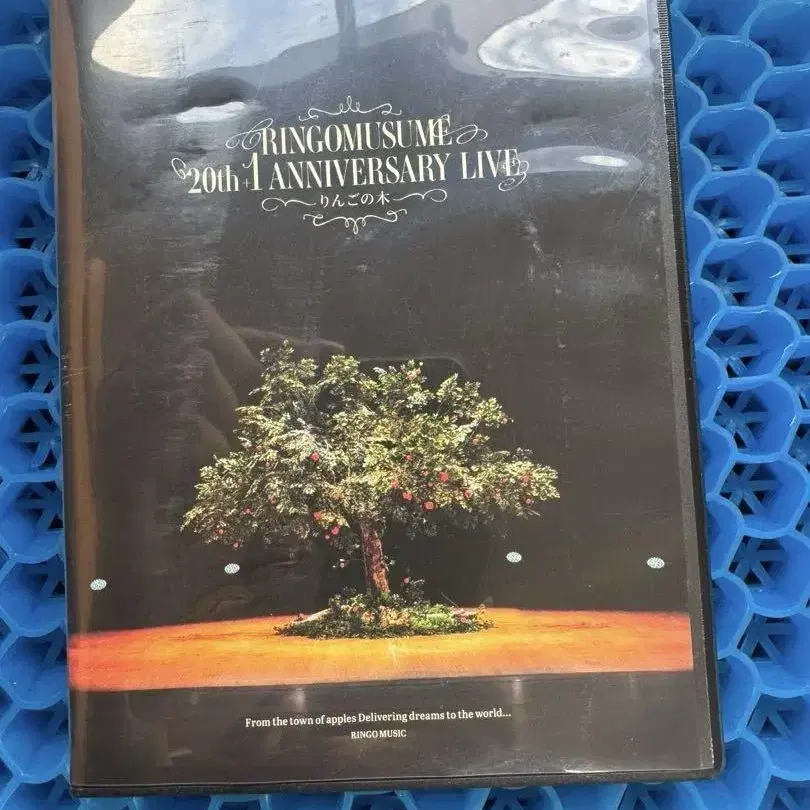 RINGOMUSUME
20th +1 ANNIVERSARY LIVE
りんごの木
From the town of apples Delivering dreams to the world...
RINGO MUSIC